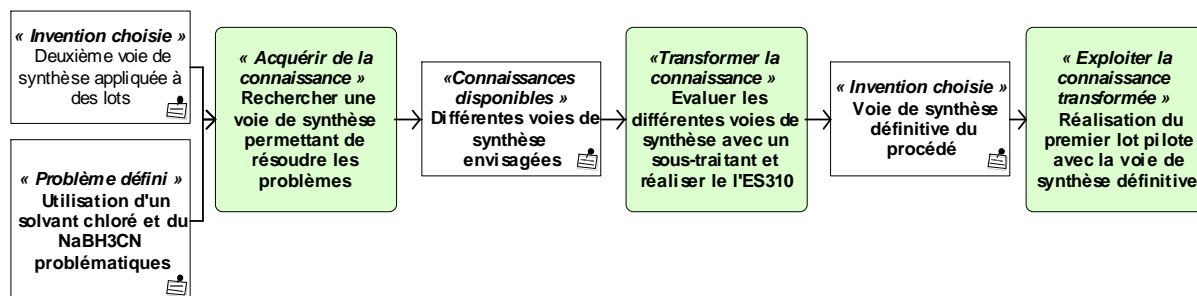 « Invention choisie »
Deuxième voie de
synthèse appliquée à
des lots
« Problème défini »
Utilisation d'un
solvant chloré et du
NaBH3CN
problématiques
« Acquérir de la
connaissance »
Rechercher une
voie de synthèse
permettant de
résoudre les
problèmes
«Connaissances
disponibles »
Différentes voies de
synthèse
envisagées
«Transformer la
connaissance »
Evaluer les
différentes voies de
synthèse avec un
sous-traitant et
réaliser le l'ES310
« Invention choisie »
Voie de synthèse
définitive du
procédé
« Exploiter la
connaissance
transformée »
Réalisation du
premier lot pilote
avec la voie de
synthèse définitive